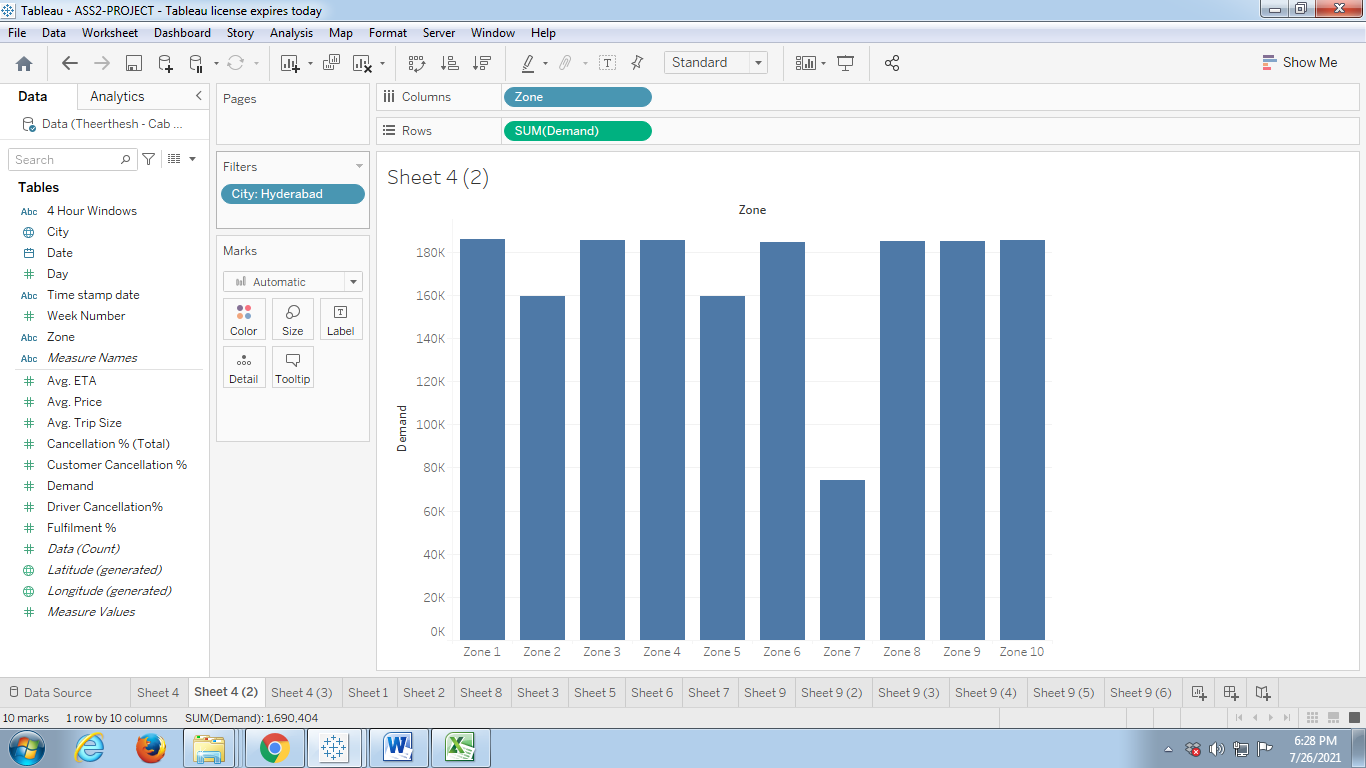 Tableau - ASS2-PROJECT - Tableau license expires today
File Data Worksheet Dashboard Story Analysis Map Format Server Window Help
Standard
Show Me
Data Analytics
Data (Theerthesh - Cab ...
Search
Tables
Abc 4 Hour Windows
City
Date
# Day
Abc Time stamp date
# Week Number
Abc Zone
Abc Measure Names
# Avg. ETA
# Avg. Price
# Avg. Trip Size
# Cancellation % (Total)
# Customer Cancellation %
# Demand
# Driver Cancellation%
# Fulfilment %
# Data (Count)
Latitude (generated)
Longitude (generated)
# Measure Values
Pages
Filters
City: Hyderabad
Marks
Automatic
Color Size Label
Detail Tooltip
Columns Zone
Rows SUM(Demand)
Sheet 4 (2)
Zone
Demand
180K
160K
140K
120K
100K
80K
60K
40K
20K
0K
Zone 1 Zone 2 Zone 3 Zone 4 Zone 5 Zone 6 Zone 7 Zone 8 Zone 9 Zone 10
Data Source Sheet 4 Sheet 4 (2) Sheet 4 (3) Sheet 1 Sheet 2 Sheet 8 Sheet 3 Sheet 5 Sheet 6 Sheet 7 Sheet 9 Sheet 9 (2) Sheet 9 (3) Sheet 9 (4) Sheet 9 (5) Sheet 9 (6)
10 marks 1 row by 10 columns SUM(Demand): 1,690,404
6:28 PM
7/26/2021